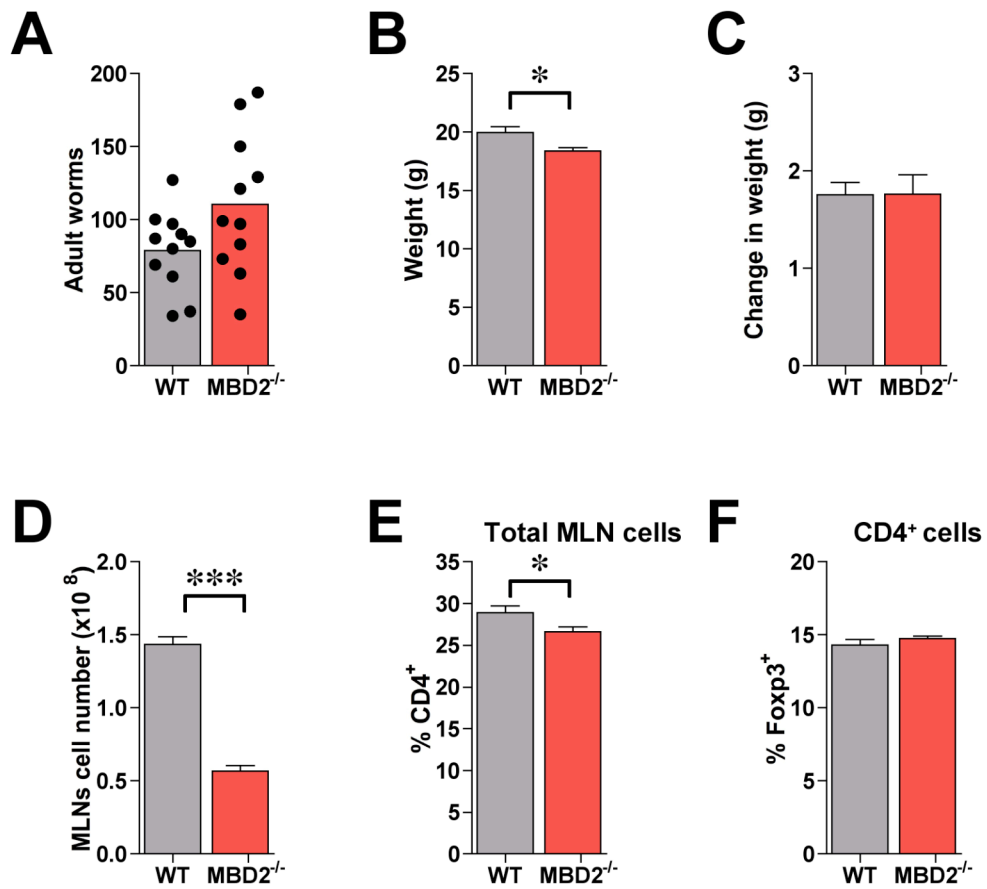 A
Adult worms
200
150
100
50
0
WT MBD2-/-
B
Weight (g)
25
20
15
10
5
0
*
WT MBD2-/-
C
Change in weight (g)
3
2
1
0
WT MBD2-/-
D
MLNs cell number (x10 8)
2.0
1.5
1.0
0.5
0.0
***
WT MBD2-/-
E
Total MLN cells
% CD4+
35
30
25
20
15
10
5
0
*
WT MBD2-/-
F
CD4+ cells
% Foxp3+
20
15
10
5
0
WT MBD2-/-